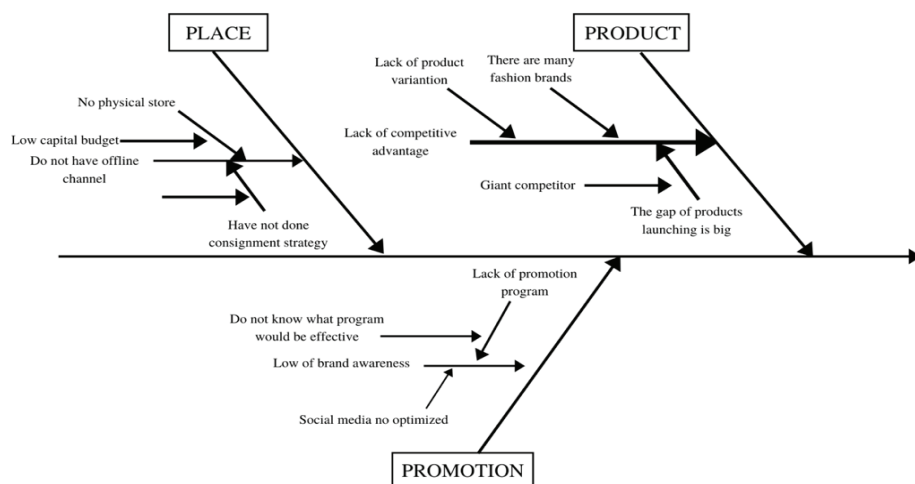 PLACE
PRODUCT
Lack of product
variantion
There are many
fashion brands
No physical store
Low capital budget
Lack of competitive
advantage
Do not have offline
channel
Giant competitor
Have not done
consignment strategy
The gap of products
launching is big
Lack of promotion
program
Do not know what program
would be effective
Low of brand awareness
Social media no optimized
PROMOTION